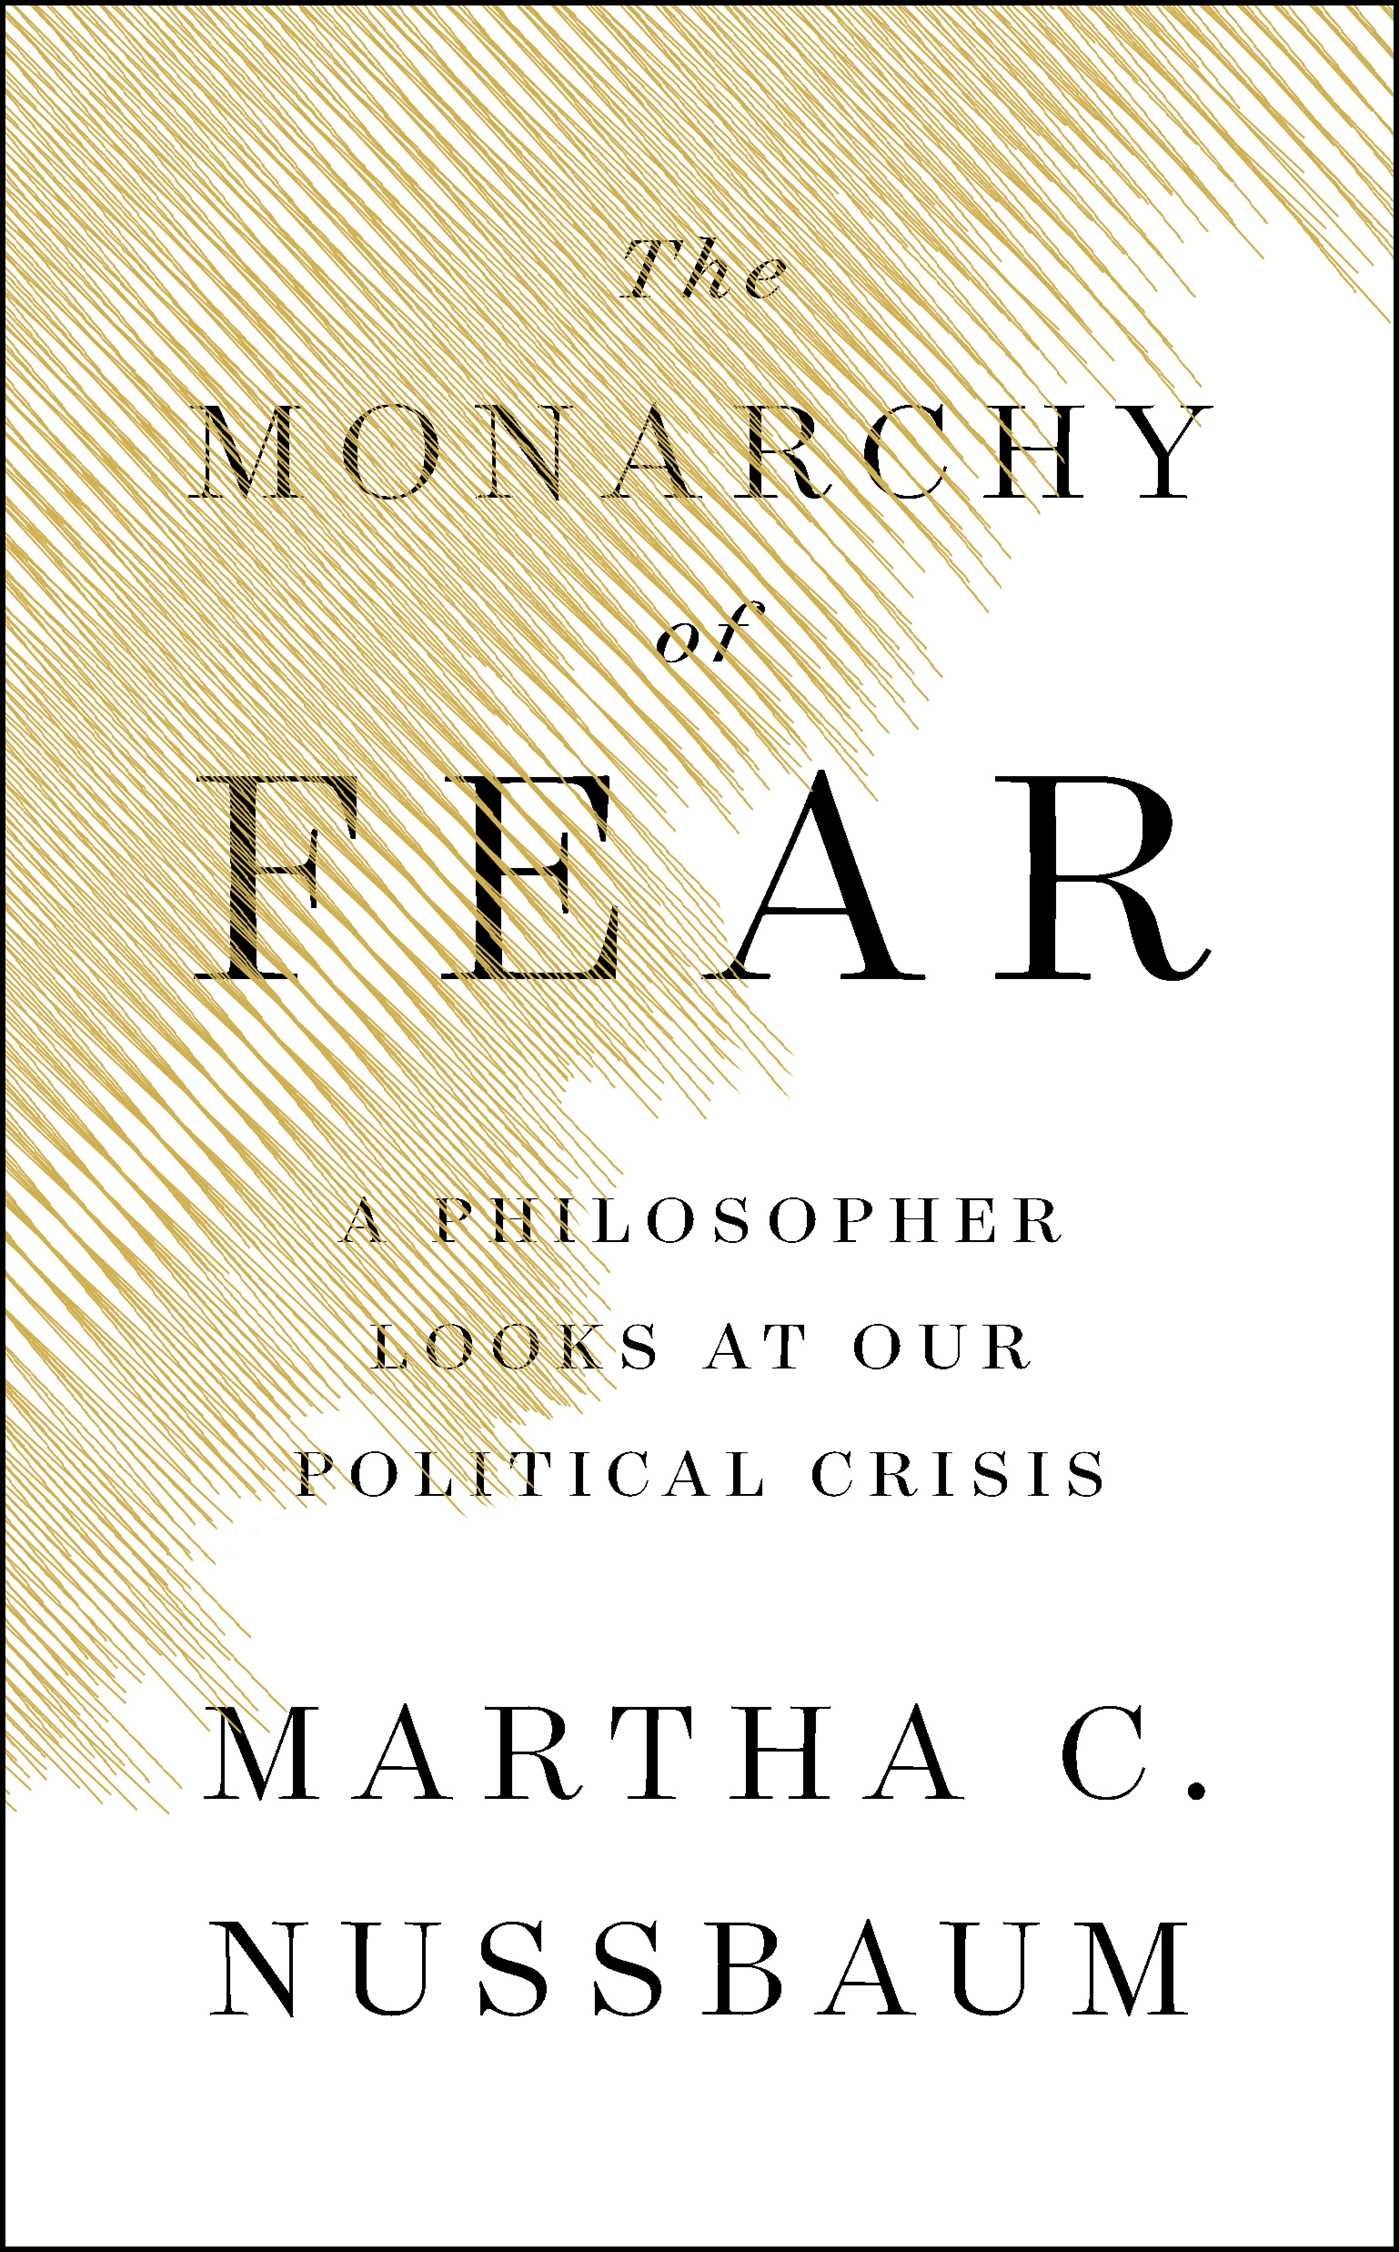 The
MONARCHY
of
FEAR
A PHILOSOPHER
LOOKS AT OUR
POLITICAL CRISIS
MARTHA C.
NUSSBAUM